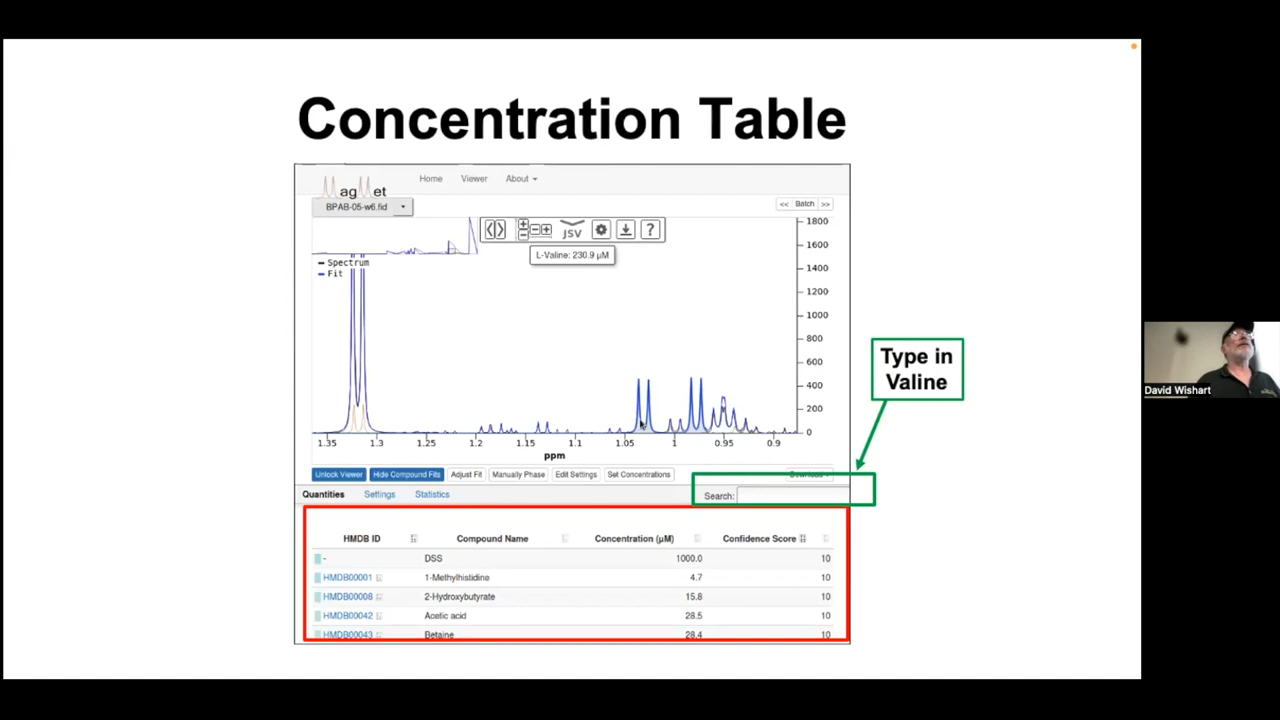 Concentration Table
agMet
Home Viewer About
BPAB-05-w6.fid
<< Batch >>
JSV
?
L-Valine: 230.9 µM
Spectrum
Fit
1800
1600
1400
1200
1000
800
600
400
200
0
1.35 1.3 1.25 1.2 1.15 1.1 1.05 1 0.95 0.9
ppm
Type in
Valine
David Wishart
Unlock Viewer Hide Compound Fits Adjust Fit Manually Phase Edit Settings Set Concentrations Download
Quantities Settings Statistics
Search:
HMDB ID Compound Name Concentration (µM) Confidence Score
- DSS 1000.0 10
HMDB00001 1-Methylhistidine 4.7 10
HMDB00008 2-Hydroxybutyrate 15.8 10
HMDB00042 Acetic acid 28.5 10
HMDB00043 Betaine 28.4 10